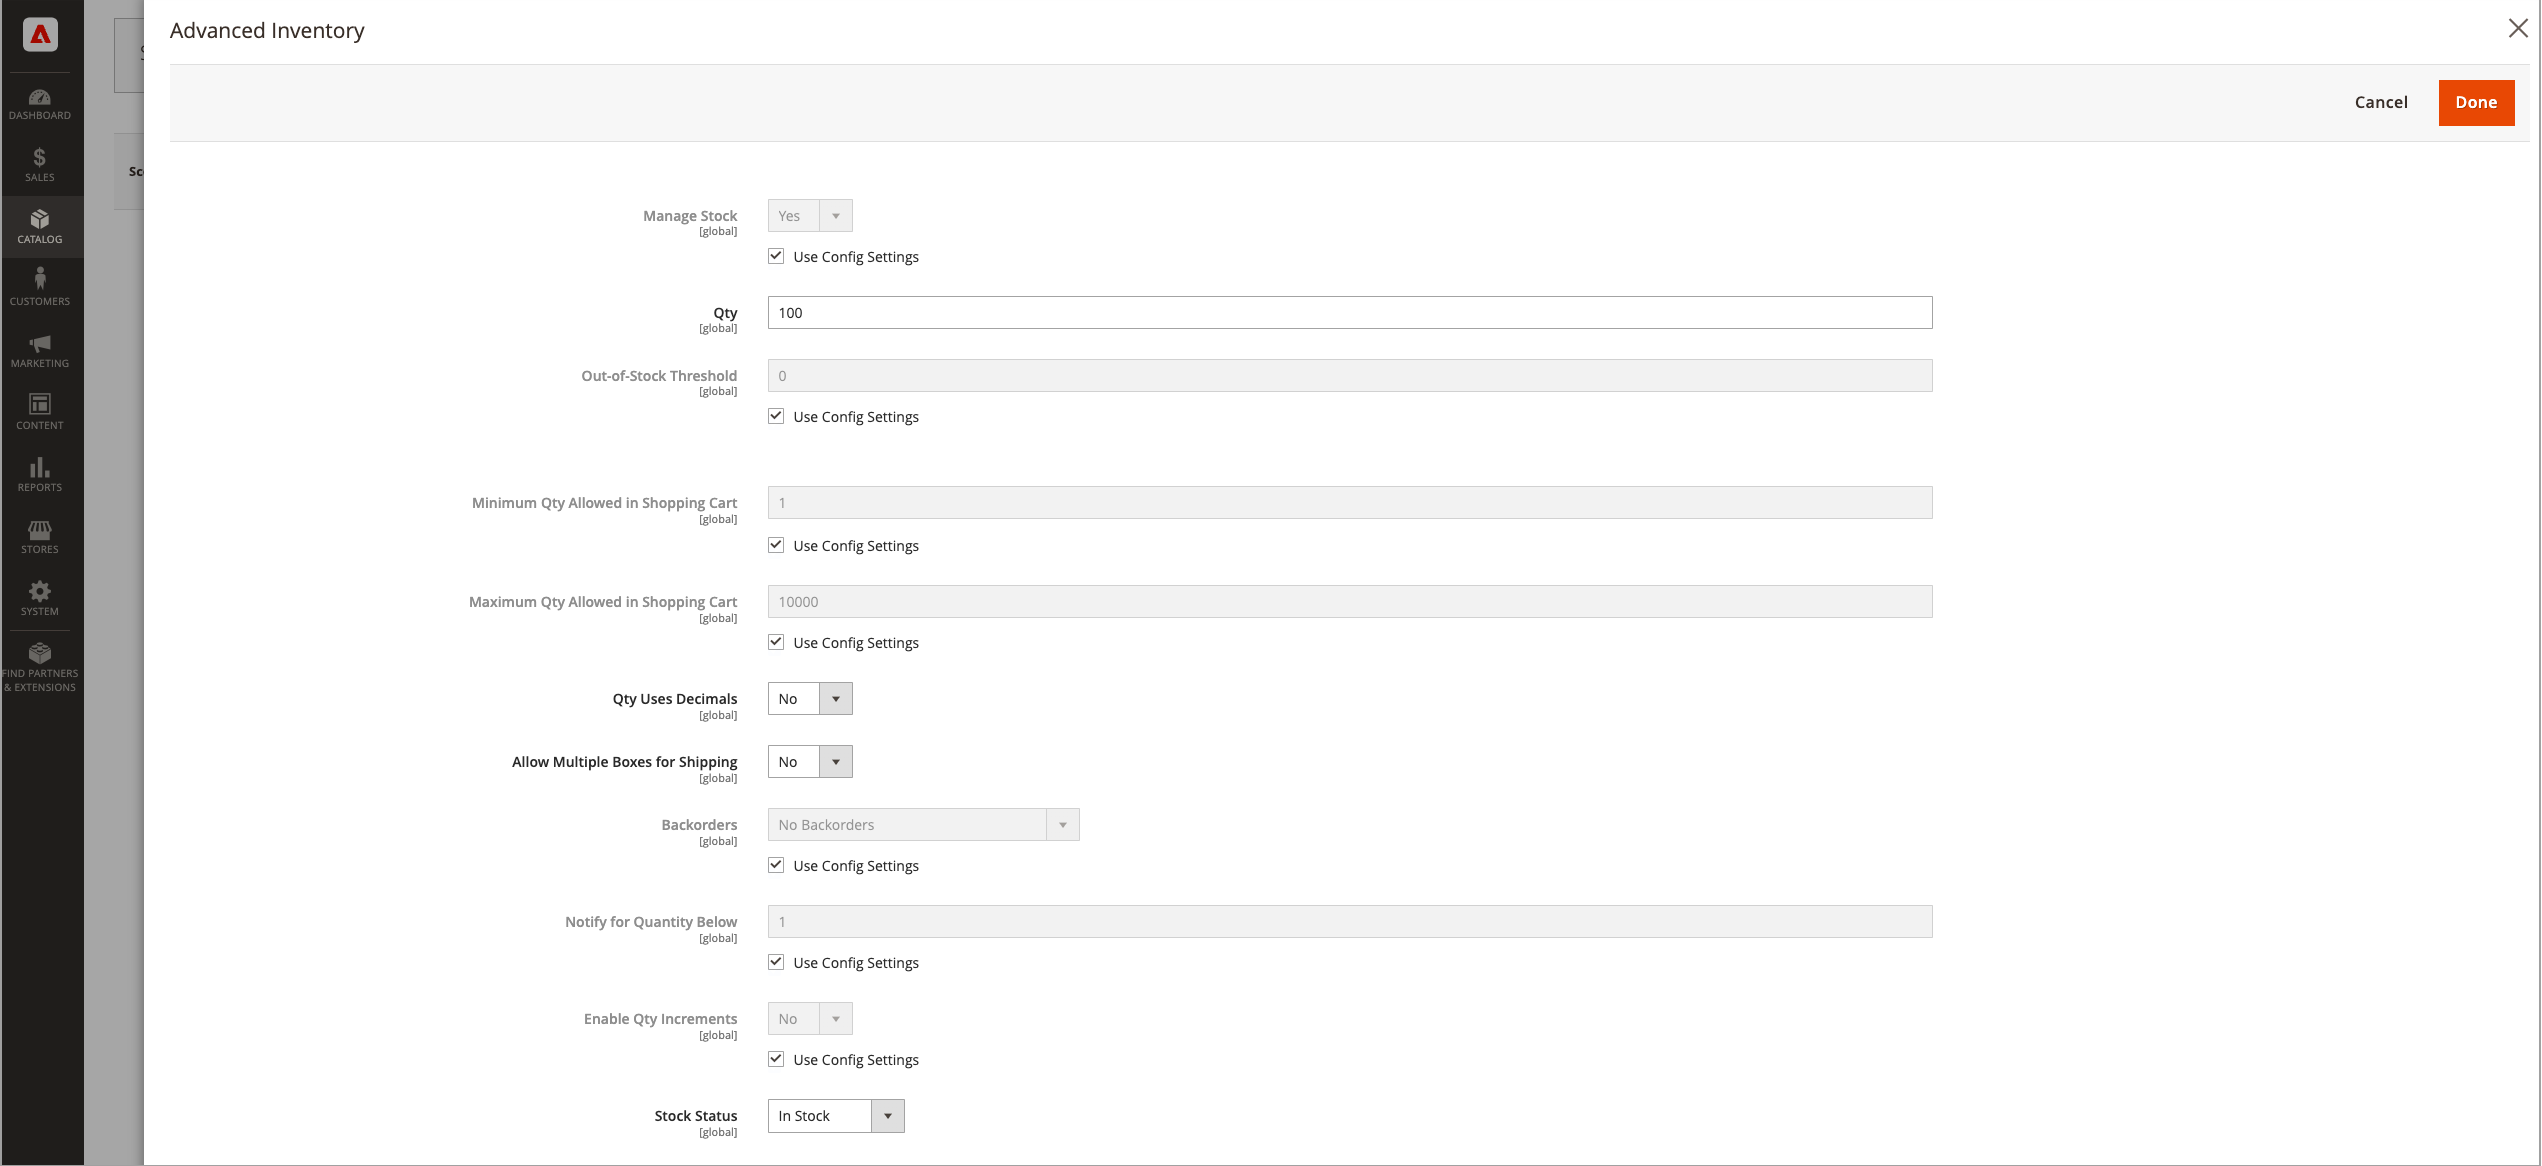 Advanced Inventory
Cancel
Done
DASHBOARD
SALES
CATALOG
CUSTOMERS
MARKETING
CONTENT
REPORTS
STORES
SYSTEM
FIND PARTNERS
& EXTENSIONS
Manage Stock
[global]
Yes
Use Config Settings
Qty
[global]
100
Out-of-Stock Threshold
[global]
0
Use Config Settings
Minimum Qty Allowed in Shopping Cart
[global]
1
Use Config Settings
Maximum Qty Allowed in Shopping Cart
[global]
10000
Use Config Settings
Qty Uses Decimals
[global]
No
Allow Multiple Boxes for Shipping
[global]
No
Backorders
[global]
No Backorders
Use Config Settings
Notify for Quantity Below
[global]
1
Use Config Settings
Enable Qty Increments
[global]
No
Use Config Settings
Stock Status
[global]
In Stock